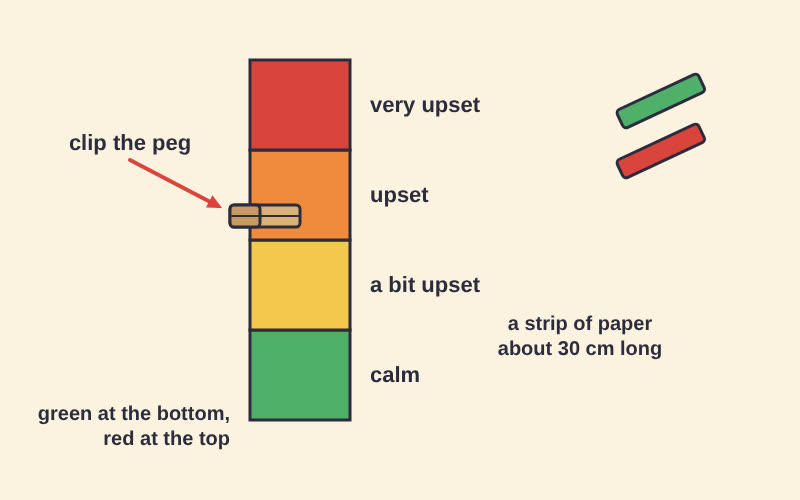 very upset
clip the peg
upset
a bit upset
a strip of paper
about 30 cm long
calm
green at the bottom,
red at the top